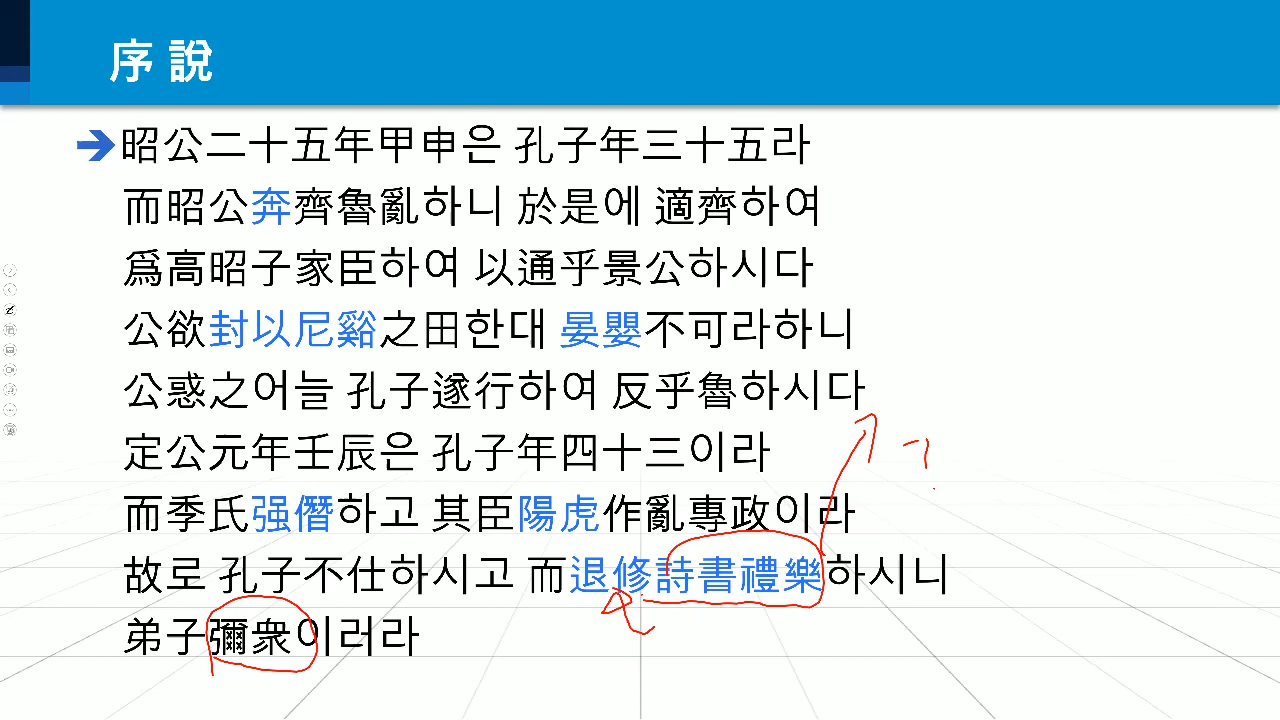 序 說
昭公二十五年甲申은 孔子年三十五라
而昭公奔齊魯亂하니 於是에 適齊하여
爲高昭子家臣하여 以通乎景公하시다
公欲封以尼谿之田한대 晏嬰不可라하니
公惑之어늘 孔子遂行하여 反乎魯하시다
定公元年壬辰은 孔子年四十三이라
而季氏强僭하고 其臣陽虎作亂專政이라
故로 孔子不仕하시고 而退修詩書禮樂하시니
弟子彌衆이러라